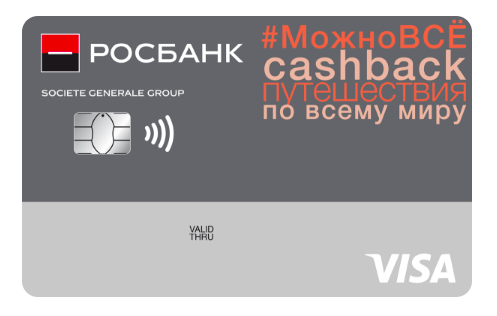 РОСБАНК
SOCIETE GENERALE GROUP
#МожноВСЁ
cashback
путешествия
по всему миру
VALID
THRU
VISA